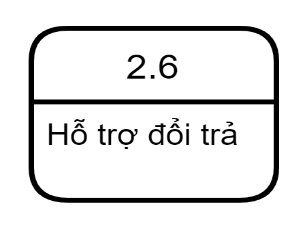 2.6
Hỗ trợ đổi trả